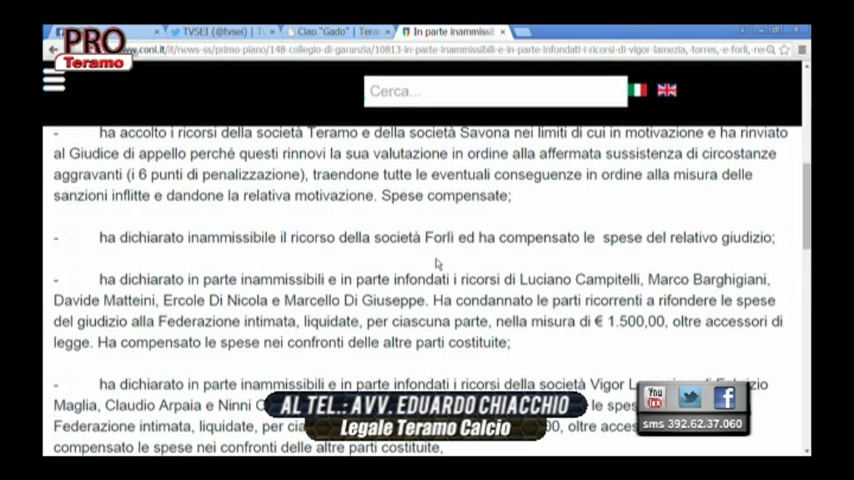 PRO
Teramo
TVSEI (@tvsei) | Tv
Ciao "Gado" | Teram
In parte inammissibi
www.coni.it/it/news-ss/primo-piano/148-collegio-di-garanzia/10813-in-parte-inammissibili-e-in-parte-infondati-i-ricorsi-di-vigor-lamezia,-torres,-e-forlì,-re
Cerca...
- ha accolto i ricorsi della società Teramo e della società Savona nei limiti di cui in motivazione e ha rinviato
al Giudice di appello perché questi rinnovi la sua valutazione in ordine alla affermata sussistenza di circostanze
aggravanti (i 6 punti di penalizzazione), traendone tutte le eventuali conseguenze in ordine alla misura delle
sanzioni inflitte e dandone la relativa motivazione. Spese compensate;
- ha dichiarato inammissibile il ricorso della società Forlì ed ha compensato le spese del relativo giudizio;
- ha dichiarato in parte inammissibili e in parte infondati i ricorsi di Luciano Campitelli, Marco Barghigiani,
Davide Matteini, Ercole Di Nicola e Marcello Di Giuseppe. Ha condannato le parti ricorrenti a rifondere le spese
del giudizio alla Federazione intimata, liquidate, per ciascuna parte, nella misura di € 1.500,00, oltre accessori di
legge. Ha compensato le spese nei confronti delle altre parti costituite;
- ha dichiarato in parte inammissibili e in parte infondati i ricorsi della società Vigor
Maglia, Claudio Arpaia e Ninni
le
Federazione intimata, liquidate, per
00, oltre
compensato le spese nei confronti delle altre parti costituite,
AL TEL.: AVV. EDUARDO CHIACCHIO
Legale Teramo Calcio
You
sms 392.62.37.060